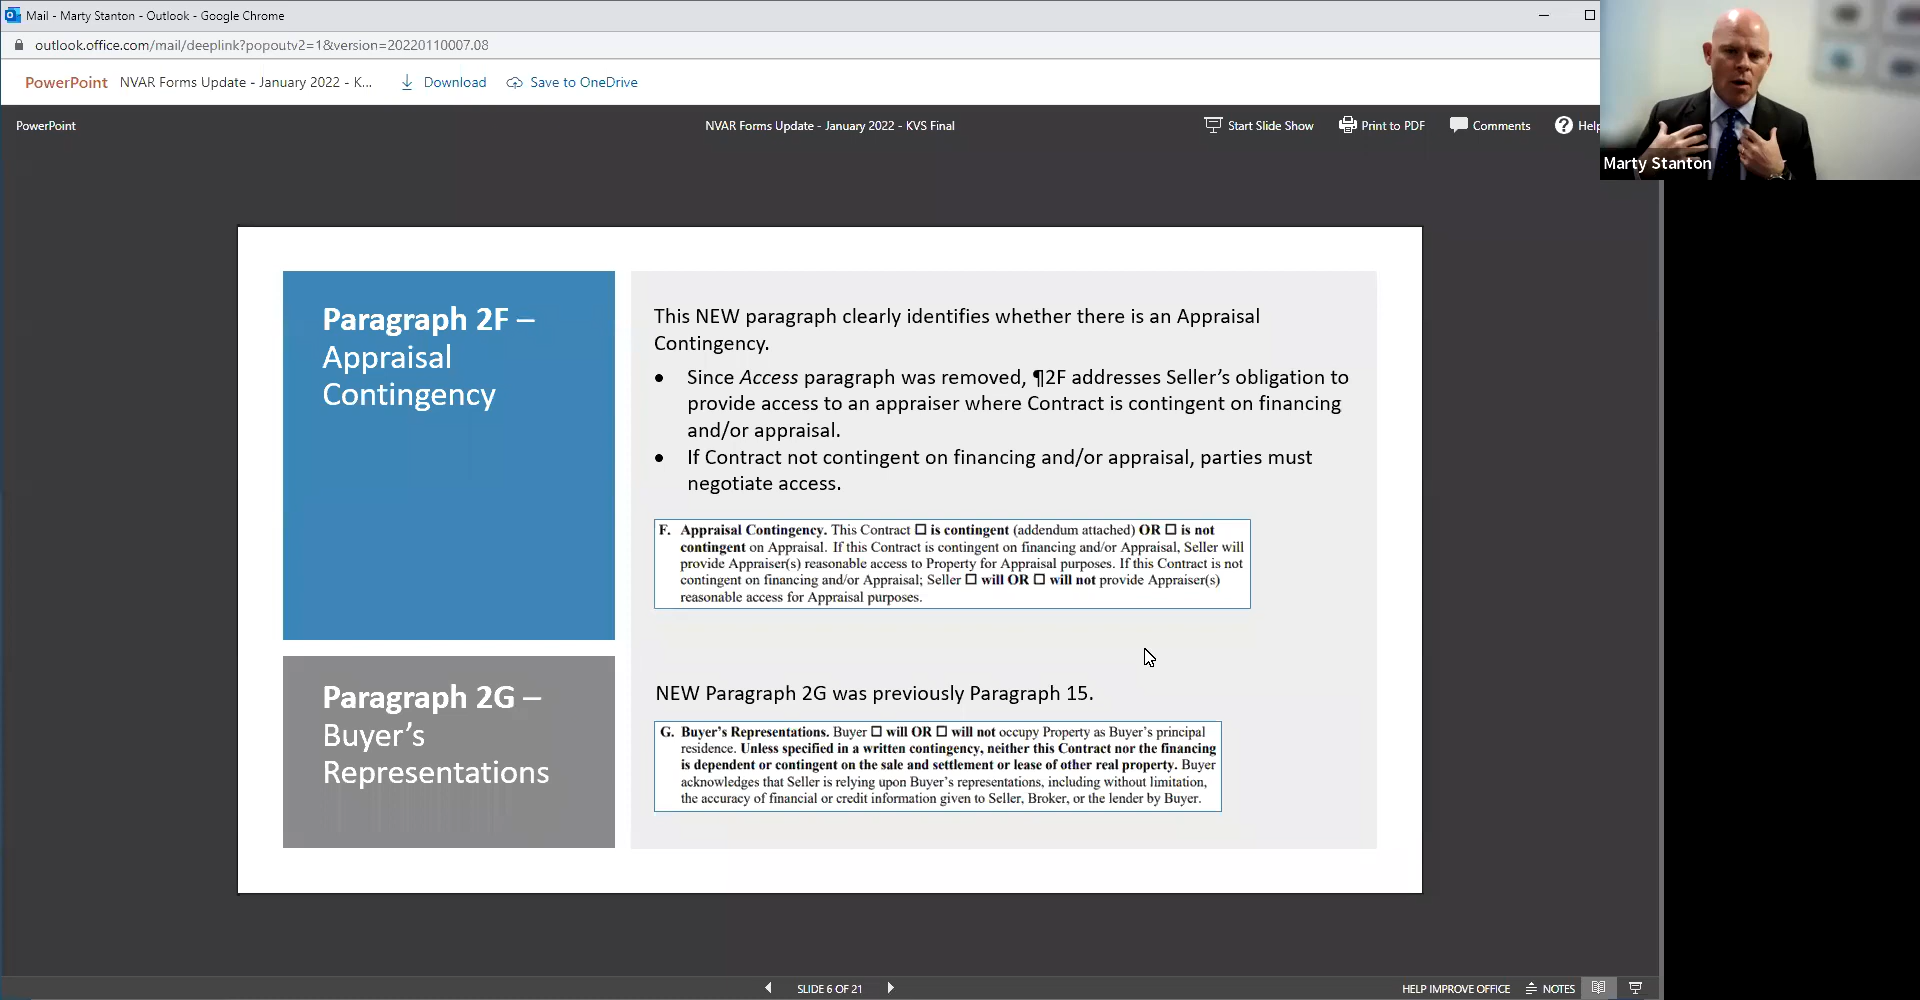 Mail - Marty Stanton - Outlook - Google Chrome
outlook.office.com/mail/deeplink?popoutv2=1&version=20220110007.08
PowerPoint NVAR Forms Update - January 2022 - K... Download Save to OneDrive
PowerPoint NVAR Forms Update - January 2022 - KVS Final Start Slide Show Print to PDF Comments Help
Marty Stanton
Paragraph 2F –
Appraisal
Contingency
This NEW paragraph clearly identifies whether there is an Appraisal
Contingency.
• Since Access paragraph was removed, ¶2F addresses Seller's obligation to
provide access to an appraiser where Contract is contingent on financing
and/or appraisal.
• If Contract not contingent on financing and/or appraisal, parties must
negotiate access.
F. Appraisal Contingency. This Contract ☐ is contingent (addendum attached) OR ☐ is not
contingent on Appraisal. If this Contract is contingent on financing and/or Appraisal, Seller will
provide Appraiser(s) reasonable access to Property for Appraisal purposes. If this Contract is not
contingent on financing and/or Appraisal; Seller ☐ will OR ☐ will not provide Appraiser(s)
reasonable access for Appraisal purposes.
Paragraph 2G –
Buyer's
Representations
NEW Paragraph 2G was previously Paragraph 15.
G. Buyer's Representations. Buyer ☐ will OR ☐ will not occupy Property as Buyer's principal
residence. Unless specified in a written contingency, neither this Contract nor the financing
is dependent or contingent on the sale and settlement or lease of other real property. Buyer
acknowledges that Seller is relying upon Buyer's representations, including without limitation,
the accuracy of financial or credit information given to Seller, Broker, or the lender by Buyer.
SLIDE 6 OF 21 HELP IMPROVE OFFICE NOTES